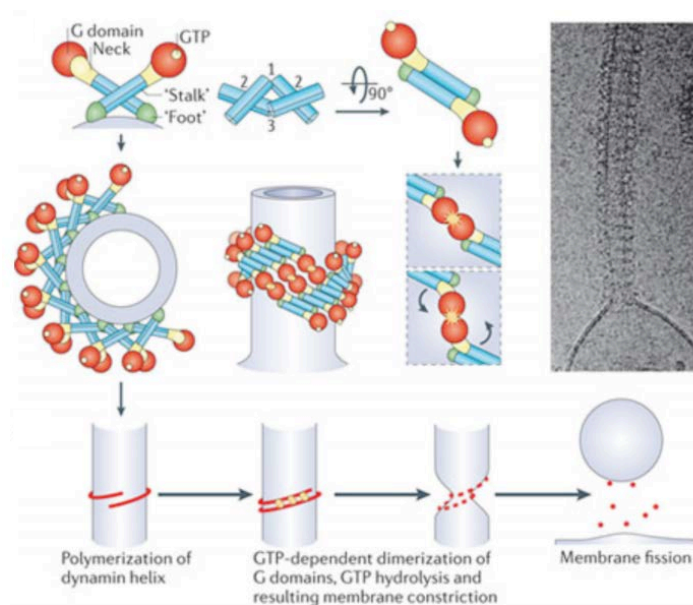 G domain
Neck
GTP
'Stalk'
'Foot'
2 1 2
3
90°
Polymerization of
dynamin helix
GTP-dependent dimerization of
G domains, GTP hydrolysis and
resulting membrane constriction
Membrane fission